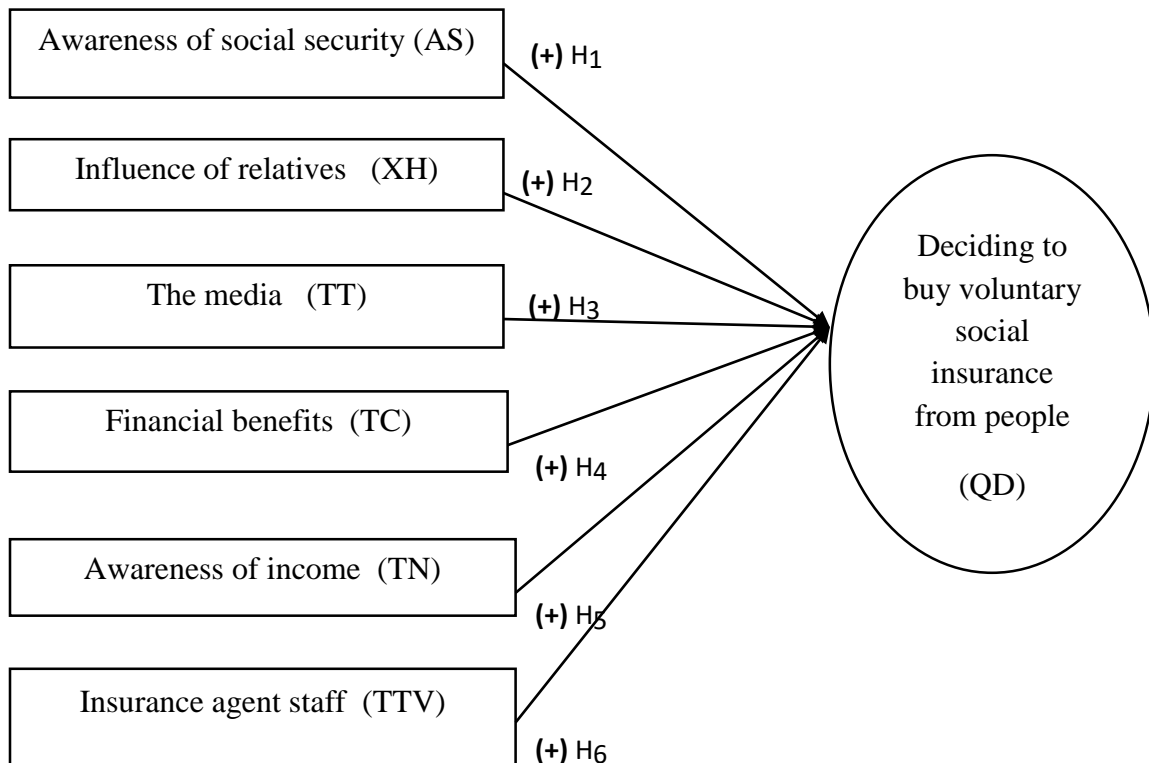 Awareness of social security (AS)
(+) H1
Influence of relatives (XH)
(+) H2
The media (TT)
(+) H3
Financial benefits (TC)
(+) H4
Awareness of income (TN)
(+) H5
Insurance agent staff (TTV)
(+) H6
Deciding to
buy voluntary
social
insurance
from people
(QD)